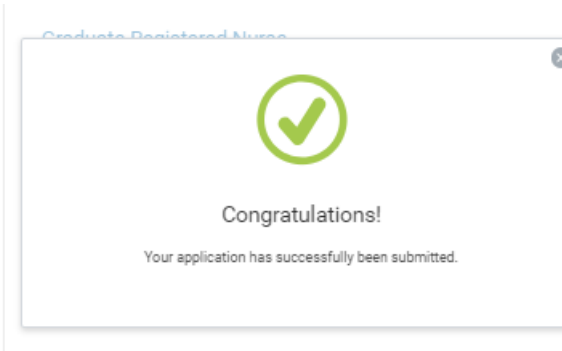 Graduate Registered Nurse
Congratulations!
Your application has successfully been submitted.